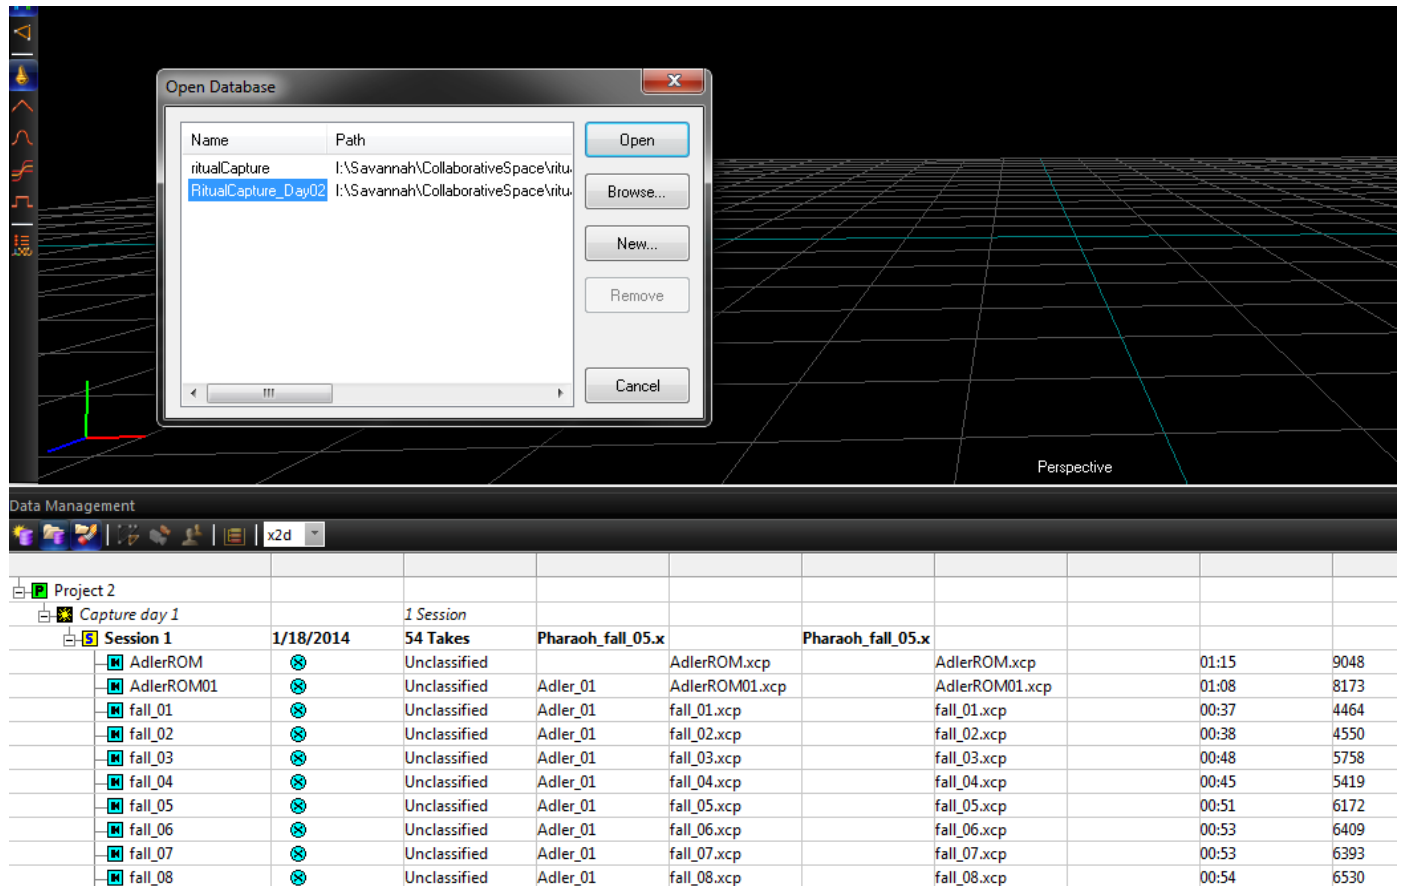 Open Database
Name Path
ritualCapture I:\Savannah\CollaborativeSpace\ritu
RitualCapture_Day02 I:\Savannah\CollaborativeSpace\ritu
Open
Browse...
New...
Remove
Cancel
Perspective
Data Management
x2d
P Project 2
Capture day 1 1 Session
S Session 1 1/18/2014 54 Takes Pharaoh_fall_05.x Pharaoh_fall_05.x
AdlerROM Unclassified AdlerROM.xcp AdlerROM.xcp 01:15 9048
AdlerROM01 Unclassified Adler_01 AdlerROM01.xcp AdlerROM01.xcp 01:08 8173
fall_01 Unclassified Adler_01 fall_01.xcp fall_01.xcp 00:37 4464
fall_02 Unclassified Adler_01 fall_02.xcp fall_02.xcp 00:38 4550
fall_03 Unclassified Adler_01 fall_03.xcp fall_03.xcp 00:48 5758
fall_04 Unclassified Adler_01 fall_04.xcp fall_04.xcp 00:45 5419
fall_05 Unclassified Adler_01 fall_05.xcp fall_05.xcp 00:51 6172
fall_06 Unclassified Adler_01 fall_06.xcp fall_06.xcp 00:53 6409
fall_07 Unclassified Adler_01 fall_07.xcp fall_07.xcp 00:53 6393
fall_08 Unclassified Adler_01 fall_08.xcp fall_08.xcp 00:54 6530